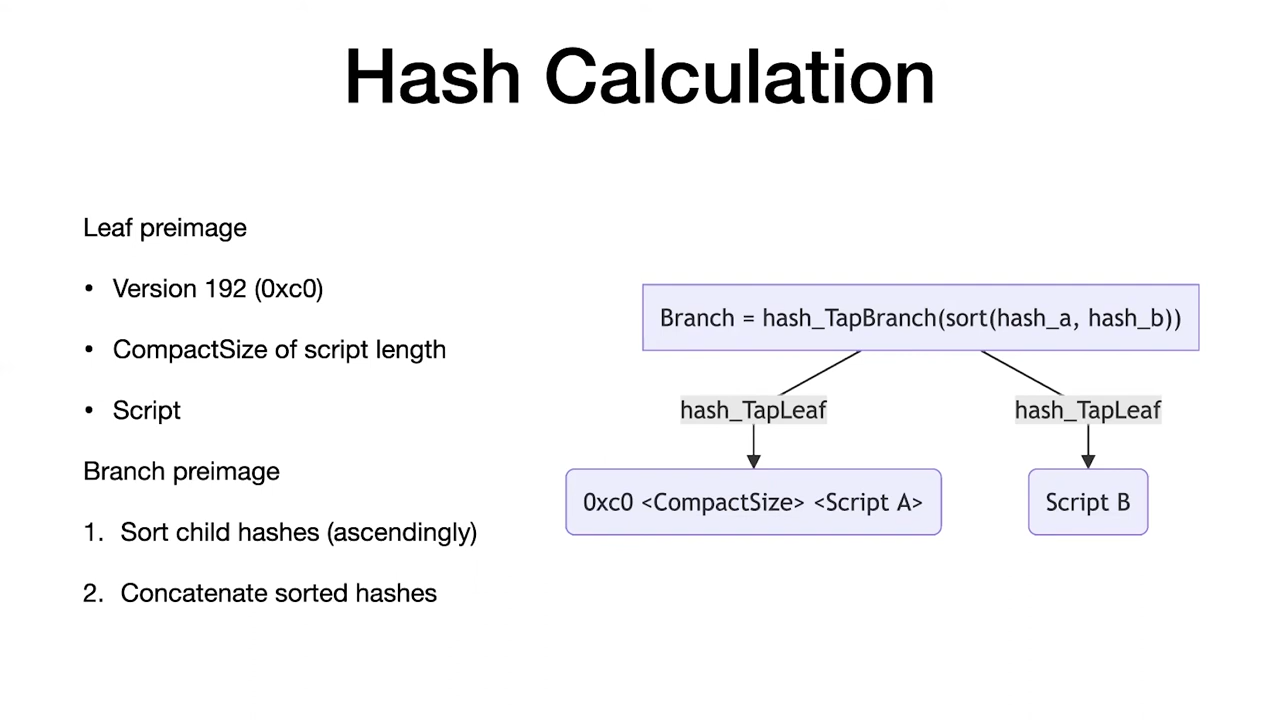 Hash Calculation
Leaf preimage
• Version 192 (0xc0)
• CompactSize of script length
• Script
Branch preimage
1. Sort child hashes (ascendingly)
2. Concatenate sorted hashes
Branch = hash_TapBranch(sort(hash_a, hash_b))
hash_TapLeaf
hash_TapLeaf
0xc0 <CompactSize> <Script A>
Script B